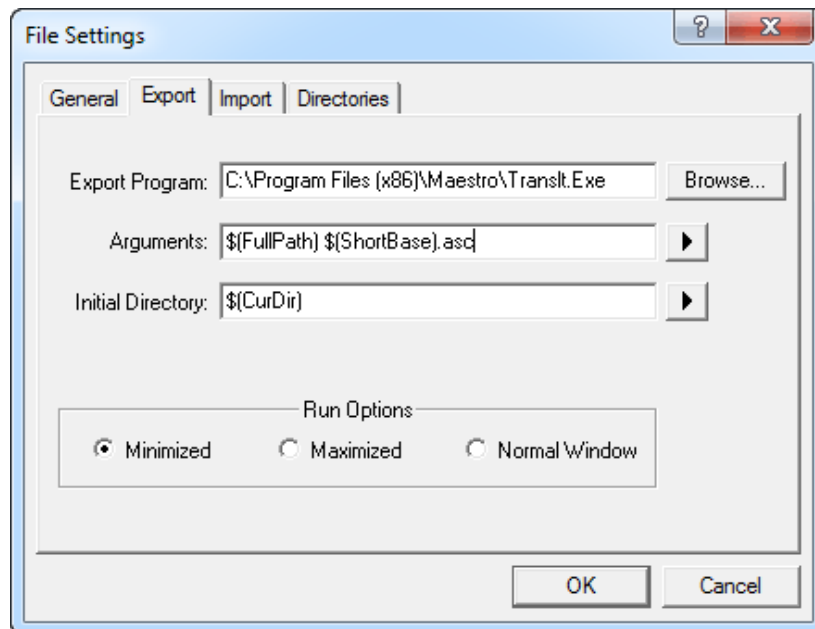 File Settings
General Export Import Directories
Export Program: C:\Program Files (x86)\Maestro\TransIt.Exe Browse...
Arguments: $(FullPath) $(ShortBase).asc
Initial Directory: $(CurDir)
Run Options
Minimized Maximized Normal Window
OK Cancel